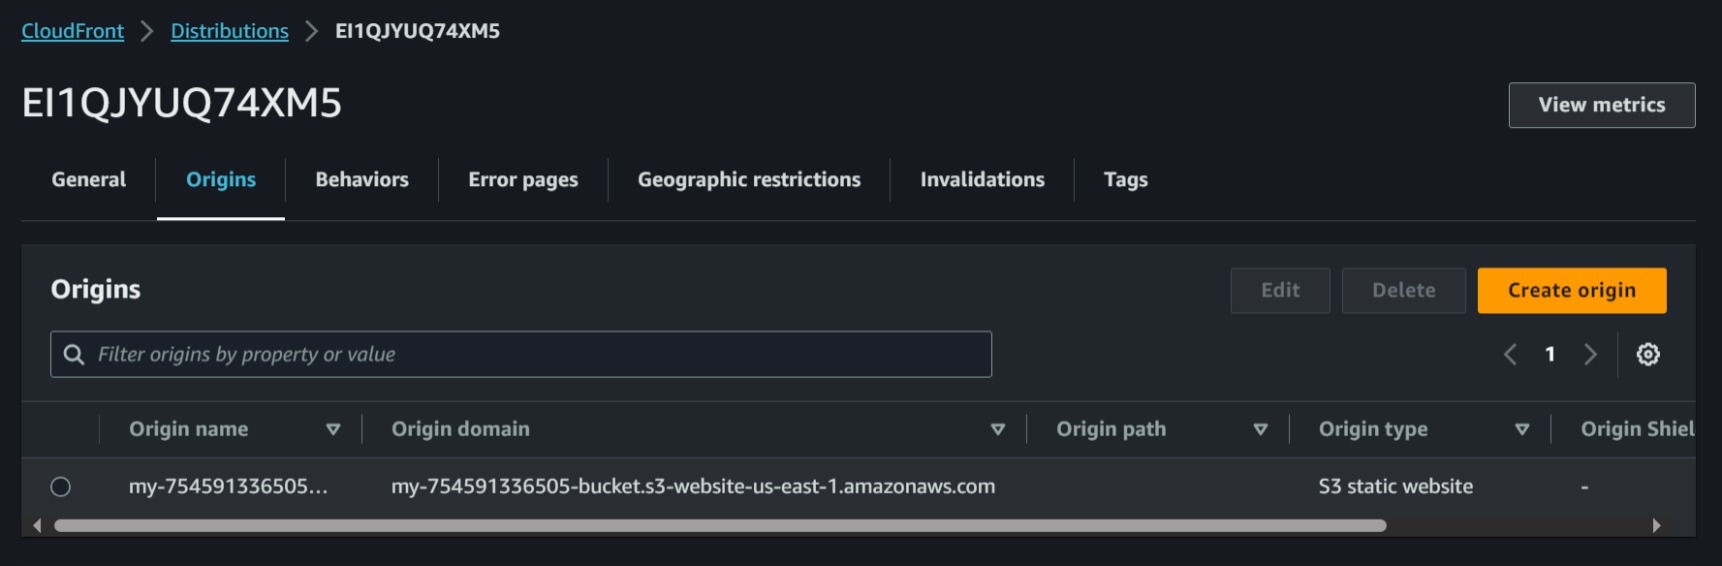 CloudFront Distributions EI1QJYUQ74XM5
EI1QJYUQ74XM5
View metrics
General Origins Behaviors Error pages Geographic restrictions Invalidations Tags
Origins
Edit Delete Create origin
Filter origins by property or value
1
Origin name Origin domain Origin path Origin type Origin Shiel
my-754591336505... my-754591336505-bucket.s3-website-us-east-1.amazonaws.com S3 static website -